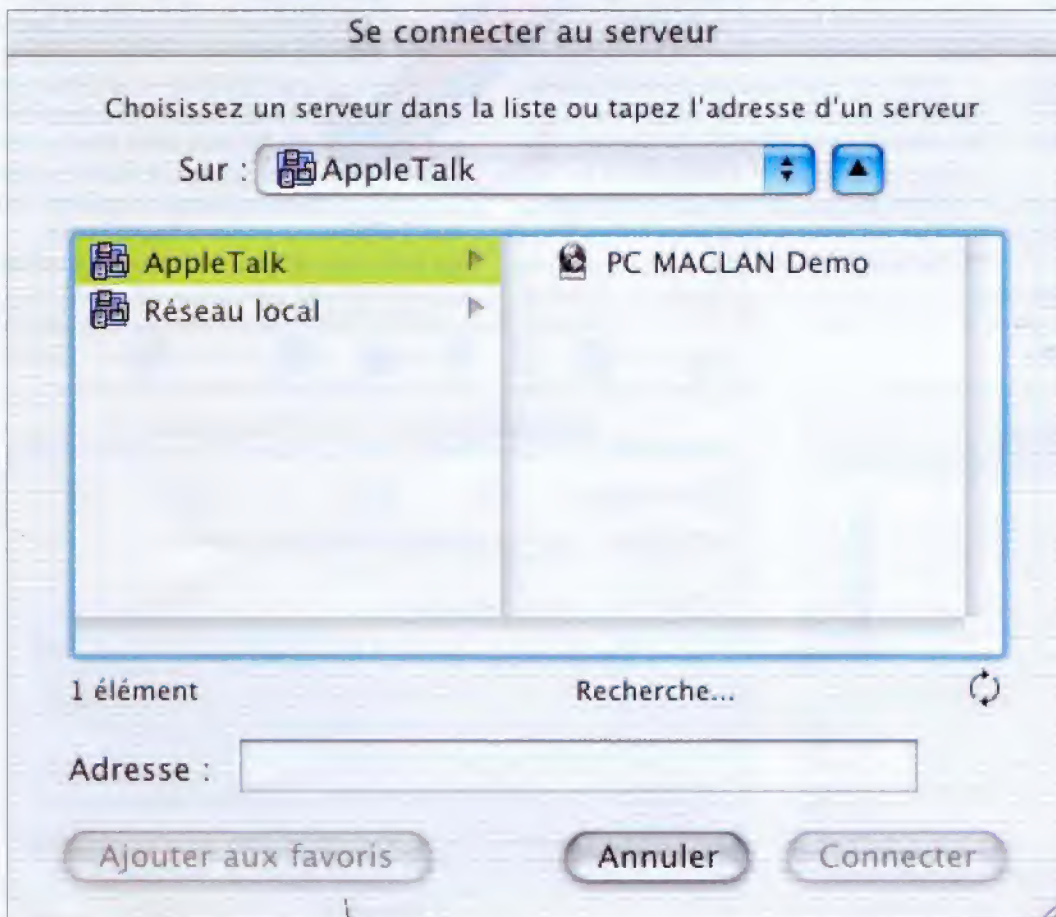 Se connecter au serveur
Choisissez un serveur dans la liste ou tapez l'adresse d'un serveur
Sur : AppleTalk
AppleTalk
PC MACLAN Demo
Réseau local
1 élément
Recherche...
Adresse :
Ajouter aux favoris
Annuler
Connecter